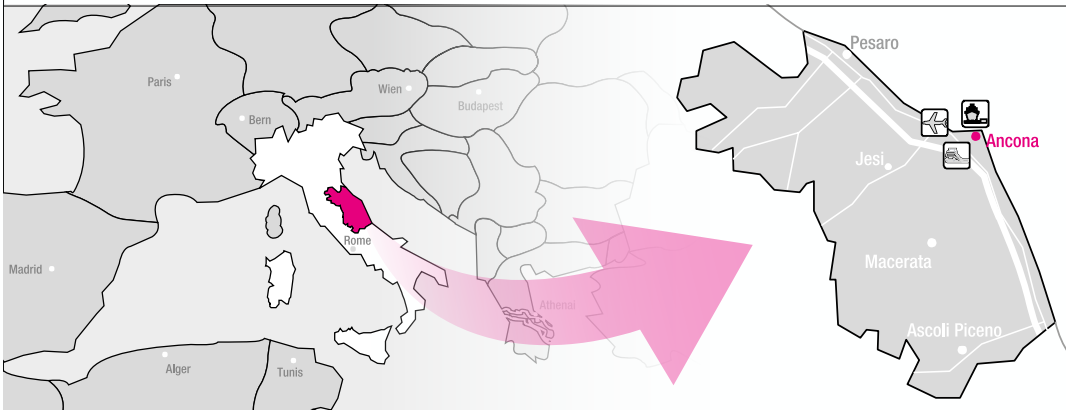 Paris
Wien
Budapest
Bern
Rome
Madrid
Athenai
Alger
Tunis
Pesaro
Ancona
Jesi
Macerata
Ascoli Piceno